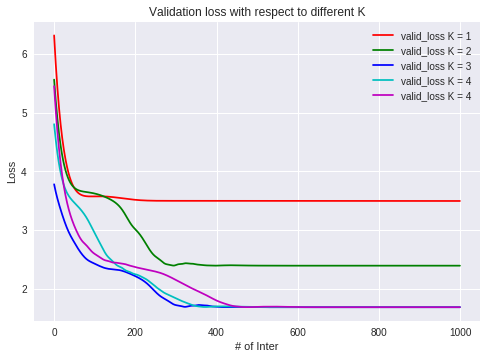 Validation loss with respect to different K
valid_loss K = 1
valid_loss K = 2
valid_loss K = 3
valid_loss K = 4
valid_loss K = 4
Loss
6
5
4
3
2
0
200
400
600
800
1000
# of Inter